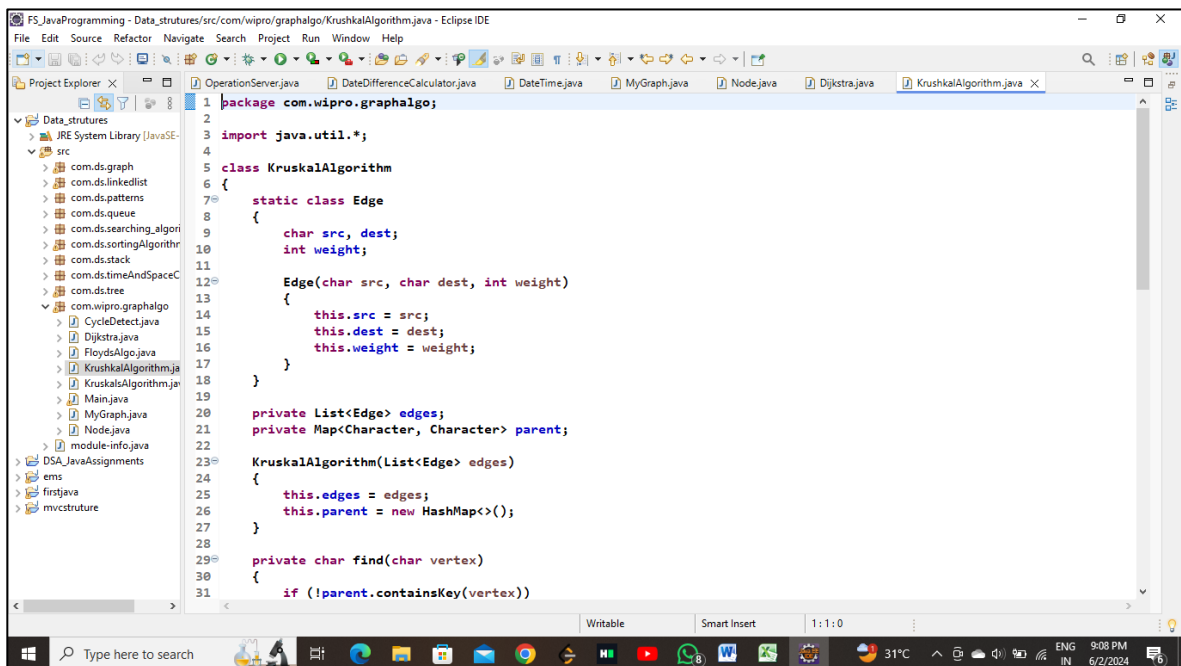 FS_JavaProgramming - Data_strutures/src/com/wipro/graphalgo/KrushkalAlgorithm.java - Eclipse IDE
File Edit Source Refactor Navigate Search Project Run Window Help
Project Explorer
OperationServer.java DateDifferenceCalculator.java DateTime.java MyGraph.java Node.java Dijkstra.java KrushkalAlgorithm.java
Data_strutures
JRE System Library [JavaSE-
src
com.ds.graph
com.ds.linkedlist
com.ds.patterns
com.ds.queue
com.ds.searching_algori
com.ds.sortingAlgorithn
com.ds.stack
com.ds.timeAndSpaceC
com.ds.tree
com.wipro.graphalgo
CycleDetect.java
Dijkstra.java
FloydsAlgo.java
KrushkalAlgorithm.ja
KruskalsAlgorithm.jav
Main.java
MyGraph.java
Node.java
module-info.java
DSA_JavaAssignments
ems
firstjava
mvcstruture
1 package com.wipro.graphalgo;
2
3 import java.util.*;
4
5 class KruskalAlgorithm
6 {
7 static class Edge
8 {
9 char src, dest;
10 int weight;
11
12 Edge(char src, char dest, int weight)
13 {
14 this.src = src;
15 this.dest = dest;
16 this.weight = weight;
17 }
18 }
19
20 private List<Edge> edges;
21 private Map<Character, Character> parent;
22
23 KruskalAlgorithm(List<Edge> edges)
24 {
25 this.edges = edges;
26 this.parent = new HashMap<>();
27 }
28
29 private char find(char vertex)
30 {
31 if (!parent.containsKey(vertex))
Writable Smart Insert 1:1:0
Type here to search
31°C ENG 9:08 PM
IN 6/2/2024